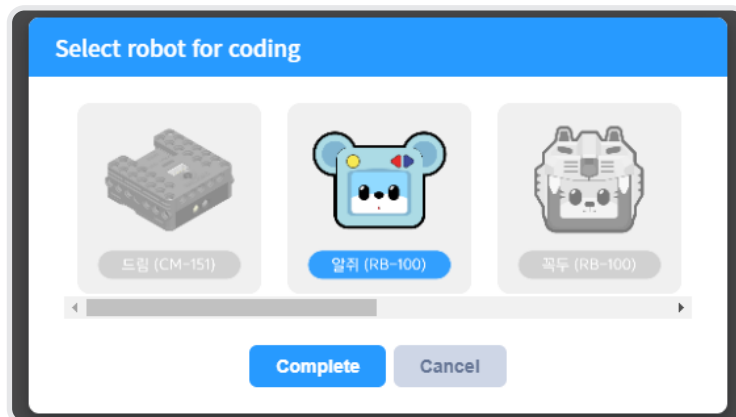 Select robot for coding
드림 (CM-151)
알쥐 (RB-100)
꼭두 (RB-100)
Complete
Cancel